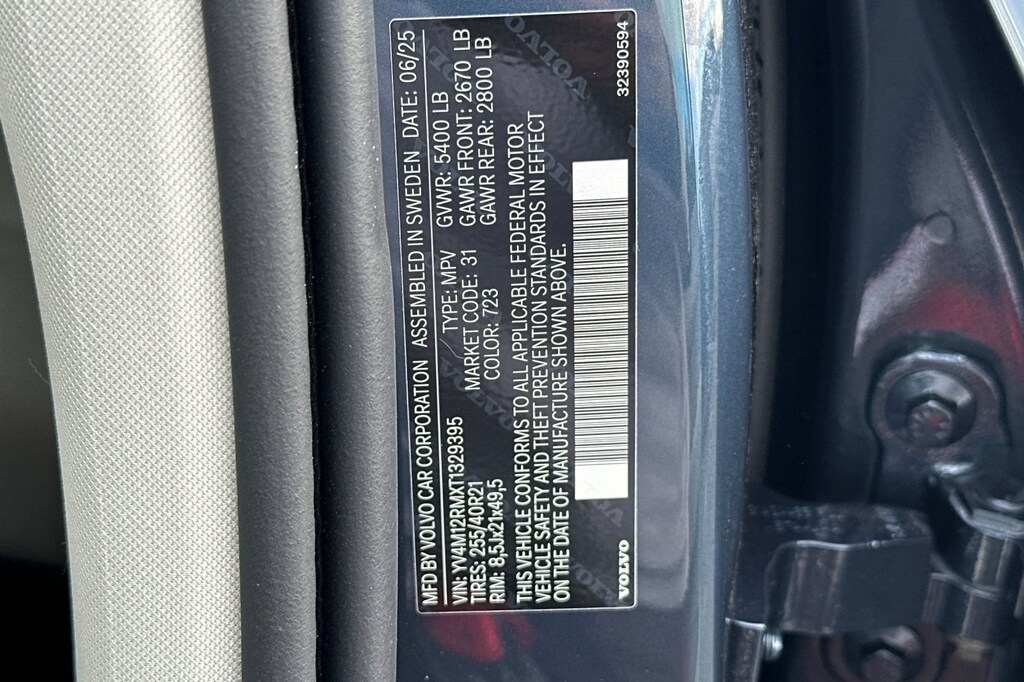 MFD BY VOLVO CAR CORPORATION ASSEMBLED IN SWEDEN DATE: 06/25
VIN: YV4M12RMXT1329395 TYPE: MPV GVWR: 5400 LB
TIRES: 255/40R21 MARKET CODE: 31 GAWR FRONT: 2670 LB
RIM: 8,5Jx21x49,5 COLOR: 723 GAWR REAR: 2800 LB
THIS VEHICLE CONFORMS TO ALL APPLICABLE FEDERAL MOTOR
VEHICLE SAFETY AND THEFT PREVENTION STANDARDS IN EFFECT
ON THE DATE OF MANUFACTURE SHOWN ABOVE.
VOLVO 32390594